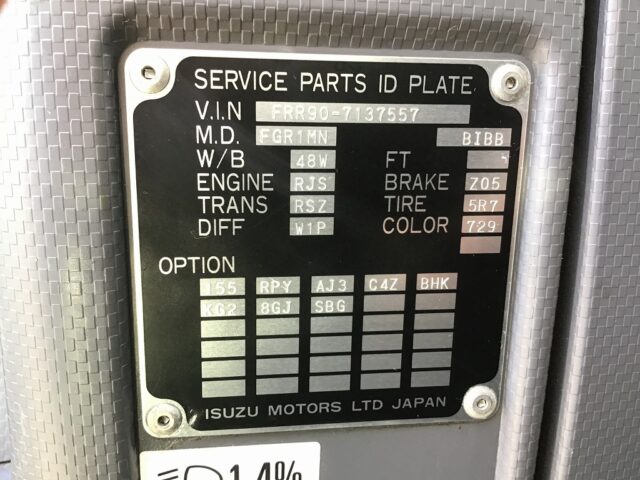 SERVICE PARTS ID PLATE
V.I.N FRR90-7137557
M.D. FGR1MN BIBB
W/B 48W FT
ENGINE RJS BRAKE Z05
TRANS RSZ TIRE 5R7
DIFF W1P COLOR 729
OPTION
155 RPY AJ3 C4Z BHK
KG2 8GJ SBG
ISUZU MOTORS LTD JAPAN
1.4%